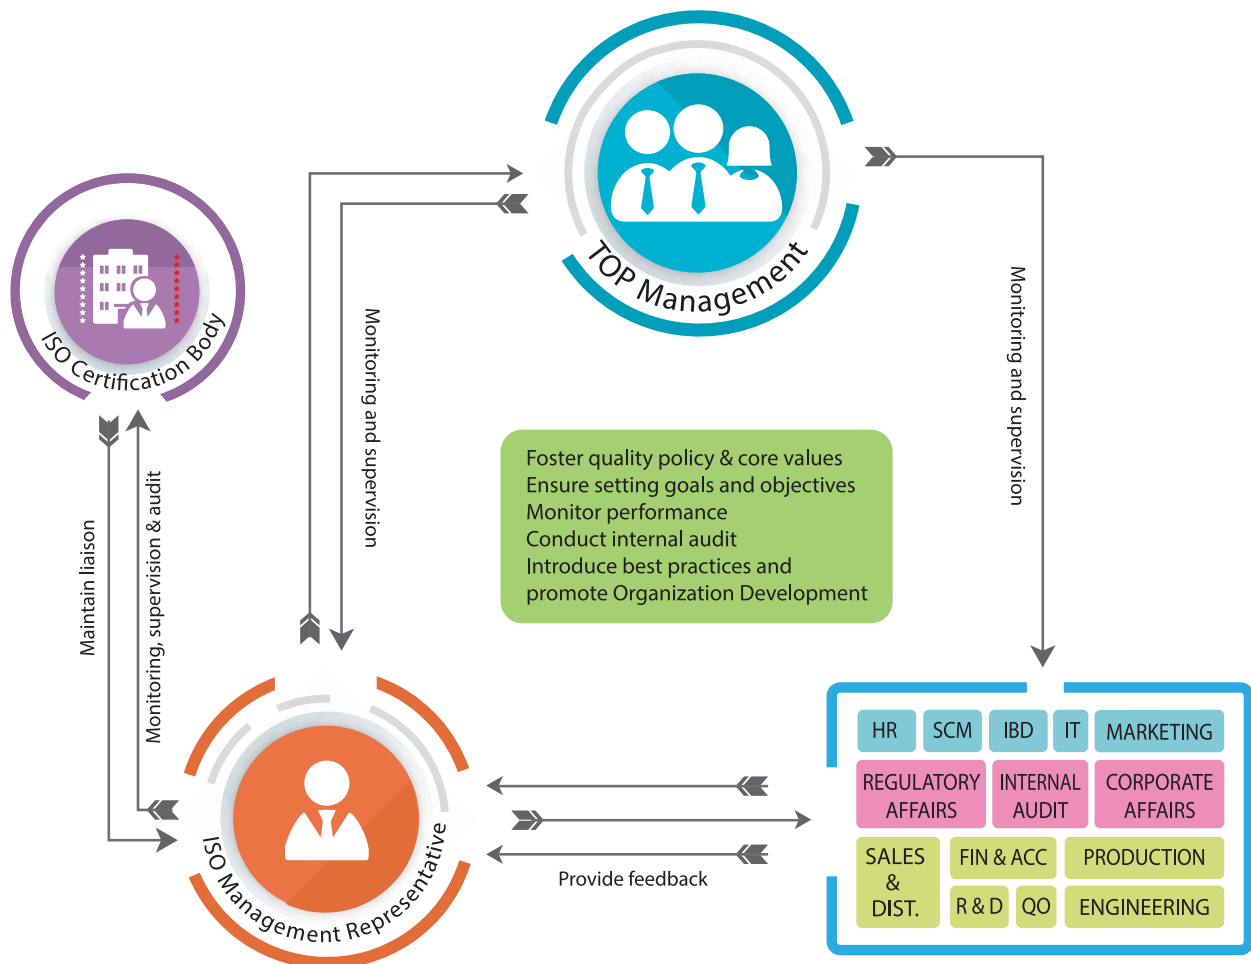 TOP Management
ISO Certification Body
Monitoring and supervision
Monitoring and supervision
Maintain liaison
Monitoring, supervision & audit
Foster quality policy & core values
Ensure setting goals and objectives
Monitor performance
Conduct internal audit
Introduce best practices and
promote Organization Development
ISO Management Representative
Provide feedback
HR
SCM
IBD
IT
MARKETING
REGULATORY
AFFAIRS
INTERNAL
AUDIT
CORPORATE
AFFAIRS
SALES
&
DIST.
FIN & ACC
PRODUCTION
R & D
QO
ENGINEERING